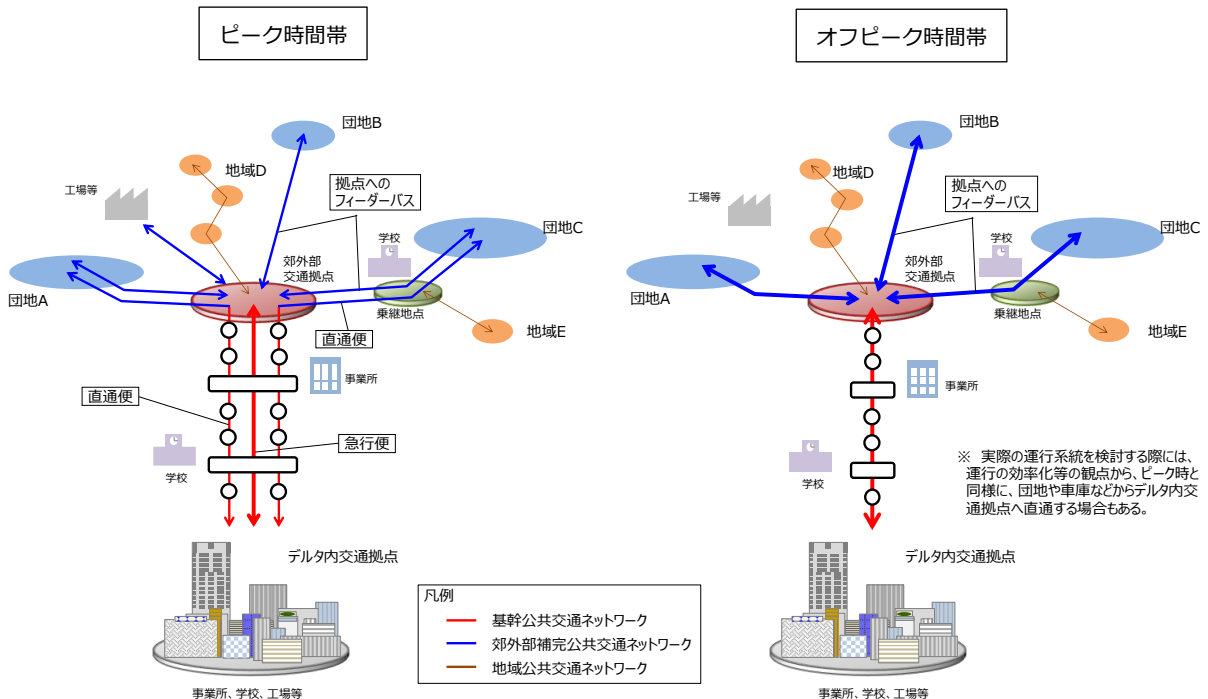 ピーク時間帯
団地B
地域D
工場等
拠点への
フィーダーバス
学校
団地C
郊外部
交通拠点
団地A
乗継地点
地域E
直通便
事業所
直通便
急行便
学校
デルタ内交通拠点
事業所、学校、工場等
オフピーク時間帯
団地B
地域D
工場等
拠点への
フィーダーバス
学校
団地C
郊外部
交通拠点
団地A
乗継地点
地域E
事業所
学校
※ 実際の運行系統を検討する際には、
運行の効率化等の観点から、ピーク時と
同様に、団地や車庫などからデルタ内交
通拠点へ直通する場合もある。
デルタ内交通拠点
事業所、学校、工場等
凡例
基幹公共交通ネットワーク
郊外部補完公共交通ネットワーク
地域公共交通ネットワーク